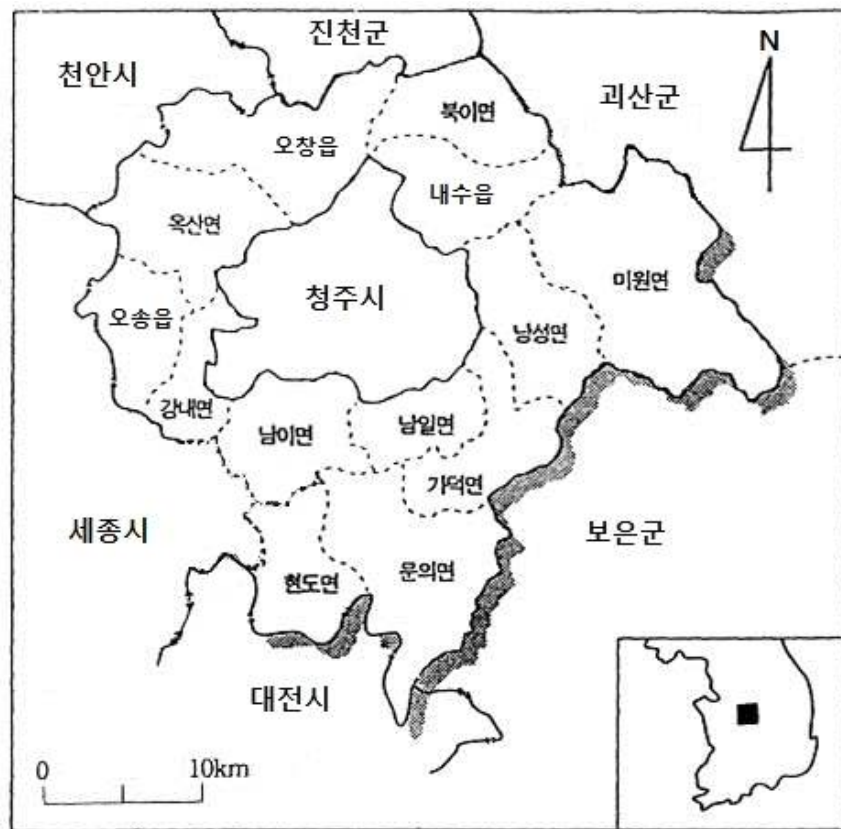 진천군
천안시
N
괴산군
북이면
오창읍
내수읍
옥산면
미원면
청주시
오송읍
낭성면
강내면
남이면
남일면
가덕면
세종시
보은군
현도면
문의면
대전시
0
10km